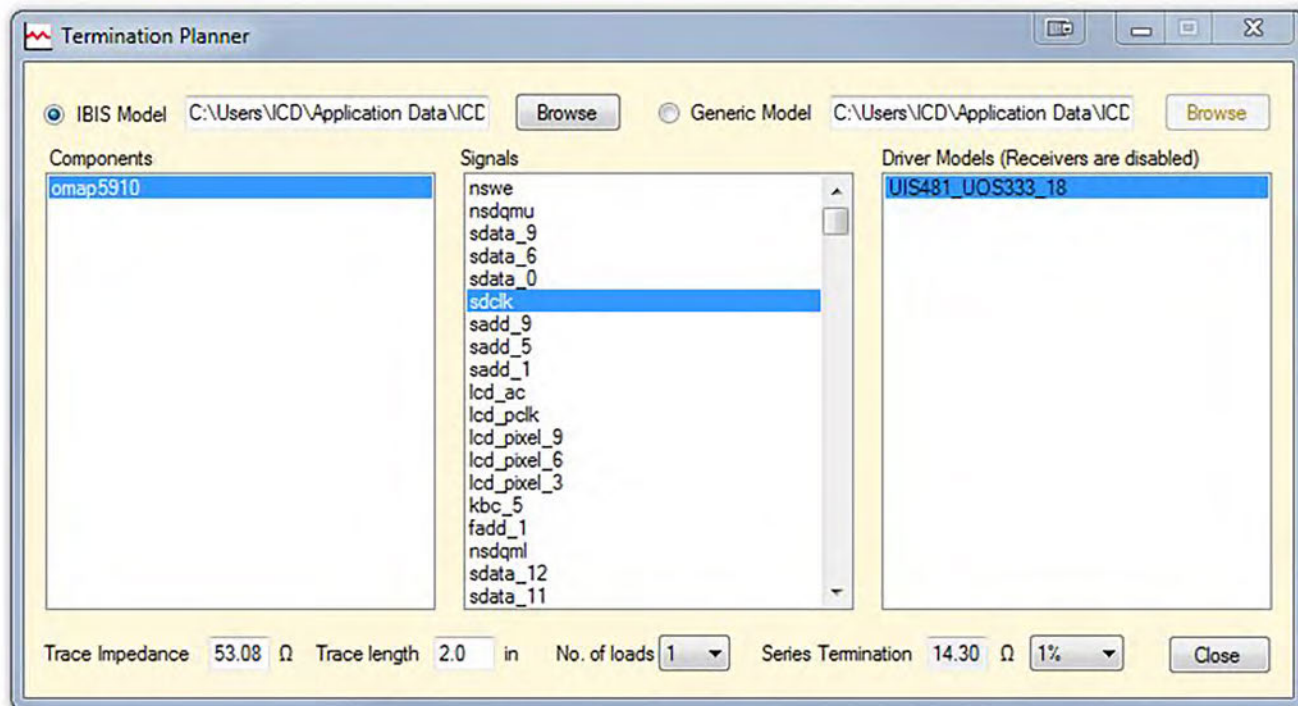 Termination Planner
IBIS Model C:\Users\ICD\Application Data\ICD Browse Generic Model C:\Users\ICD\Application Data\ICD Browse
Components Signals Driver Models (Receivers are disabled)
omap5910 nswe UIS481_UOS333_18
nsdqmu
sdata_9
sdata_6
sdata_0
sdclk
sadd_9
sadd_5
sadd_1
lcd_ac
lcd_pclk
lcd_pixel_9
lcd_pixel_6
lcd_pixel_3
kbc_5
fadd_1
nsdqml
sdata_12
sdata_11
Trace Impedance 53.08 Ω Trace length 2.0 in No. of loads 1 Series Termination 14.30 Ω 1% Close